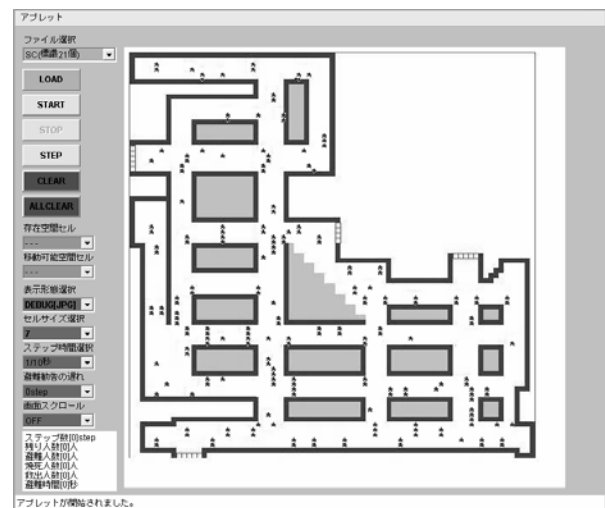 アプレット
ファイル選択
SC(標識21個)
LOAD
START
STOP
STEP
CLEAR
ALLCLEAR
存在空間セル
---
移動可能空間セル
---
表示形態選択
DEBUG[JPG]
セルサイズ選択
7
ステップ時間選択
1/10秒
避難勧告の遅れ
0step
画面スクロール
OFF
ステップ数[0]step
残り人数[0]人
避難人数[0]人
焼死人数[0]人
救出人数[0]人
避難時間[0]秒
アプレットが開始されました。